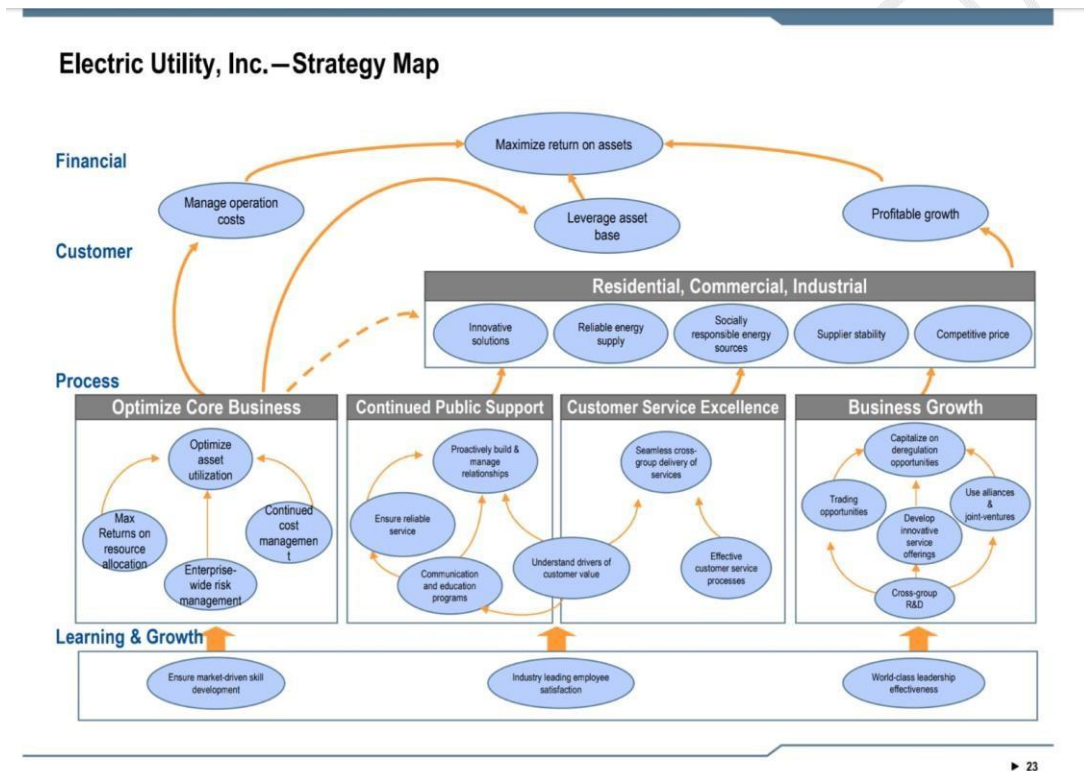 Electric Utility, Inc.—Strategy Map
Financial
Maximize return on assets
Manage operation
costs
Leverage asset
base
Profitable growth
Customer
Residential, Commercial, Industrial
Innovative
solutions
Reliable energy
supply
Socially
responsible energy
sources
Supplier stability
Competitive price
Process
Optimize Core Business
Optimize
asset
utilization
Max
Returns on
resource
allocation
Enterprise-
wide risk
management
Continued
cost
managemen
t
Continued Public Support
Proactively build &
manage
relationships
Ensure reliable
service
Communication
and education
programs
Understand drivers of
customer value
Customer Service Excellence
Seamless cross-
group delivery of
services
Effective
customer service
processes
Business Growth
Capitalize on
deregulation
opportunities
Trading
opportunities
Use alliances
&
joint-ventures
Develop
innovative
service
offerings
Cross-group
R&D
Learning & Growth
Ensure market-driven skill
development
Industry leading employee
satisfaction
World-class leadership
effectiveness
► 23